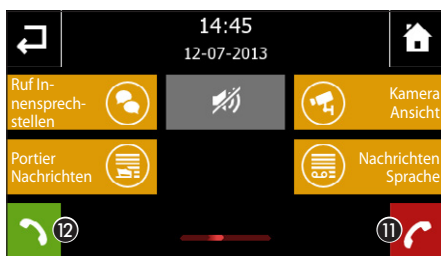 14:45
12-07-2013
Ruf In-
nensprech-
stellen
Kamera
Ansicht
Portier
Nachrichten
Nachrichten
Sprache
12
11